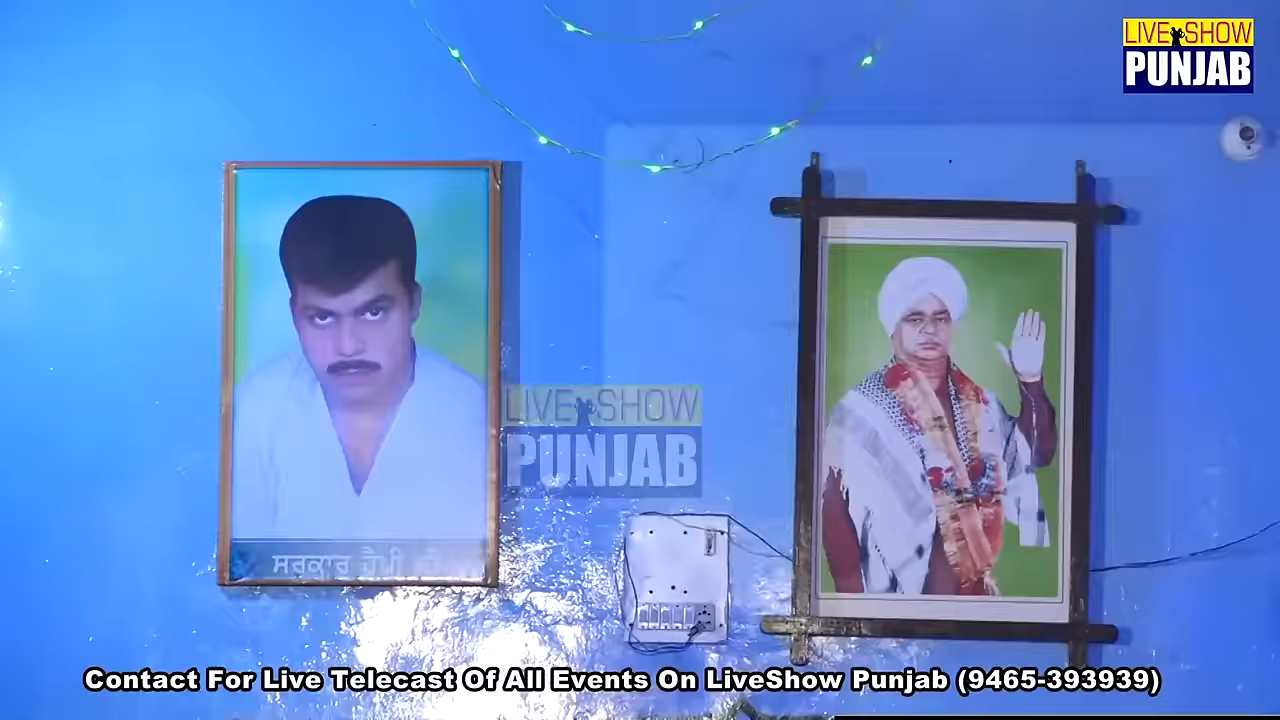 LIVE SHOW
PUNJAB
LIVE SHOW
PUNJAB
ਸਰਕਾਰ ਹੈਪੀ
Contact For Live Telecast Of All Events On LiveShow Punjab (9465-393939)